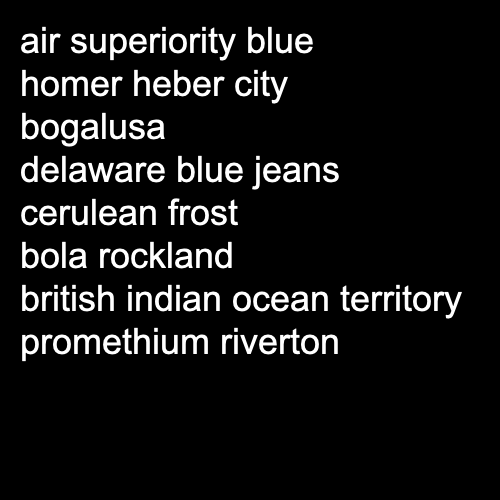 air superiority blue
homer heber city
bogalusa
delaware blue jeans
cerulean frost
bola rockland
british indian ocean territory
promethium riverton